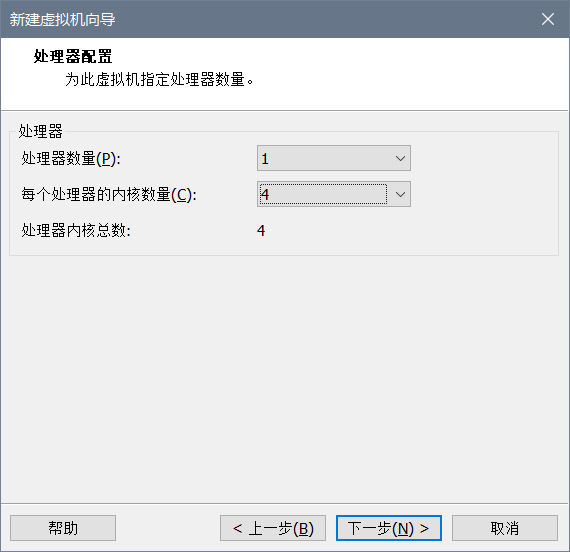 新建虚拟机向导
处理器配置
为此虚拟机指定处理器数量。
处理器
处理器数量(P): 1
每个处理器的内核数量(C): 4
处理器内核总数: 4
帮助 < 上一步(B) 下一步(N) > 取消